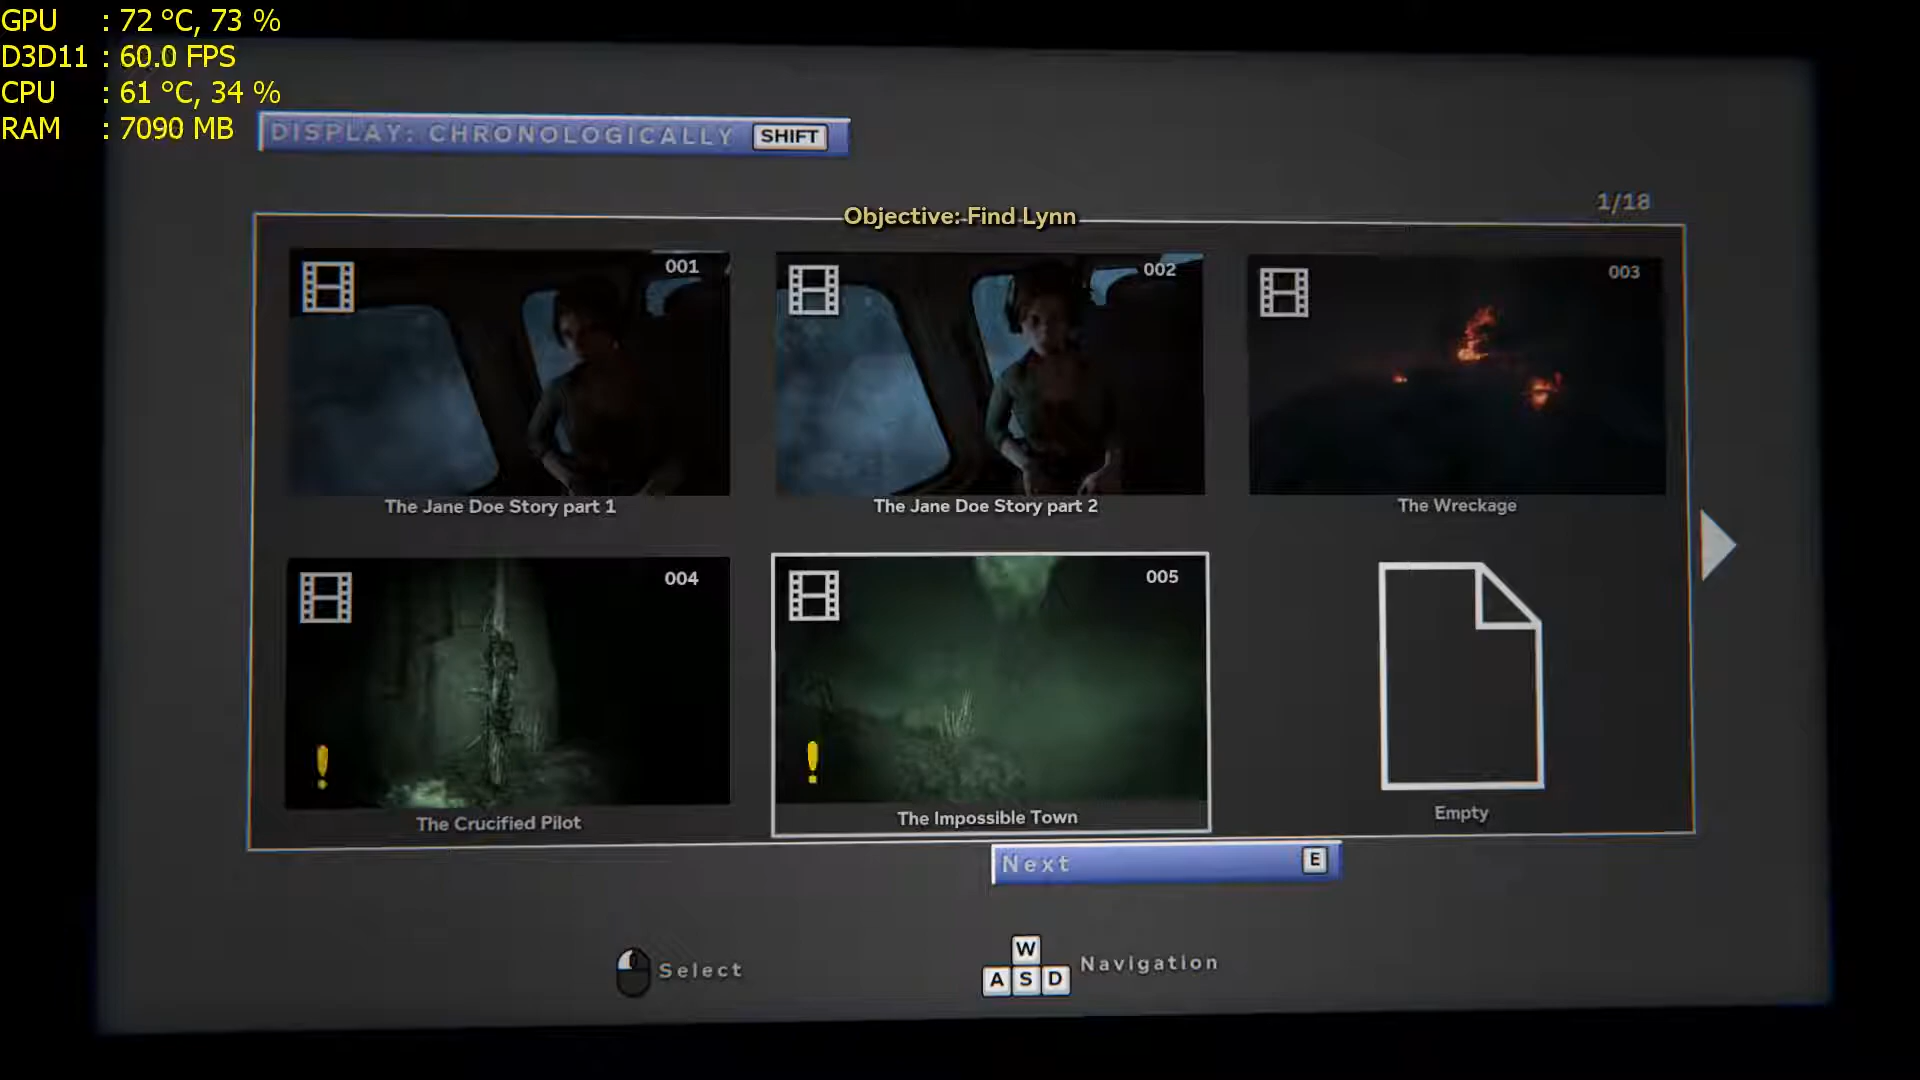 GPU : 72 °C, 73 %
D3D11 : 60.0 FPS
CPU : 61 °C, 34 %
RAM : 7090 MB
DISPLAY: CHRONOLOGICALLY SHIFT
1/18
Objective: Find Lynn
001
002
003
The Jane Doe Story part 1
The Jane Doe Story part 2
The Wreckage
004
005
The Crucified Pilot
The Impossible Town
Empty
Next E
Select
W
A S D
Navigation